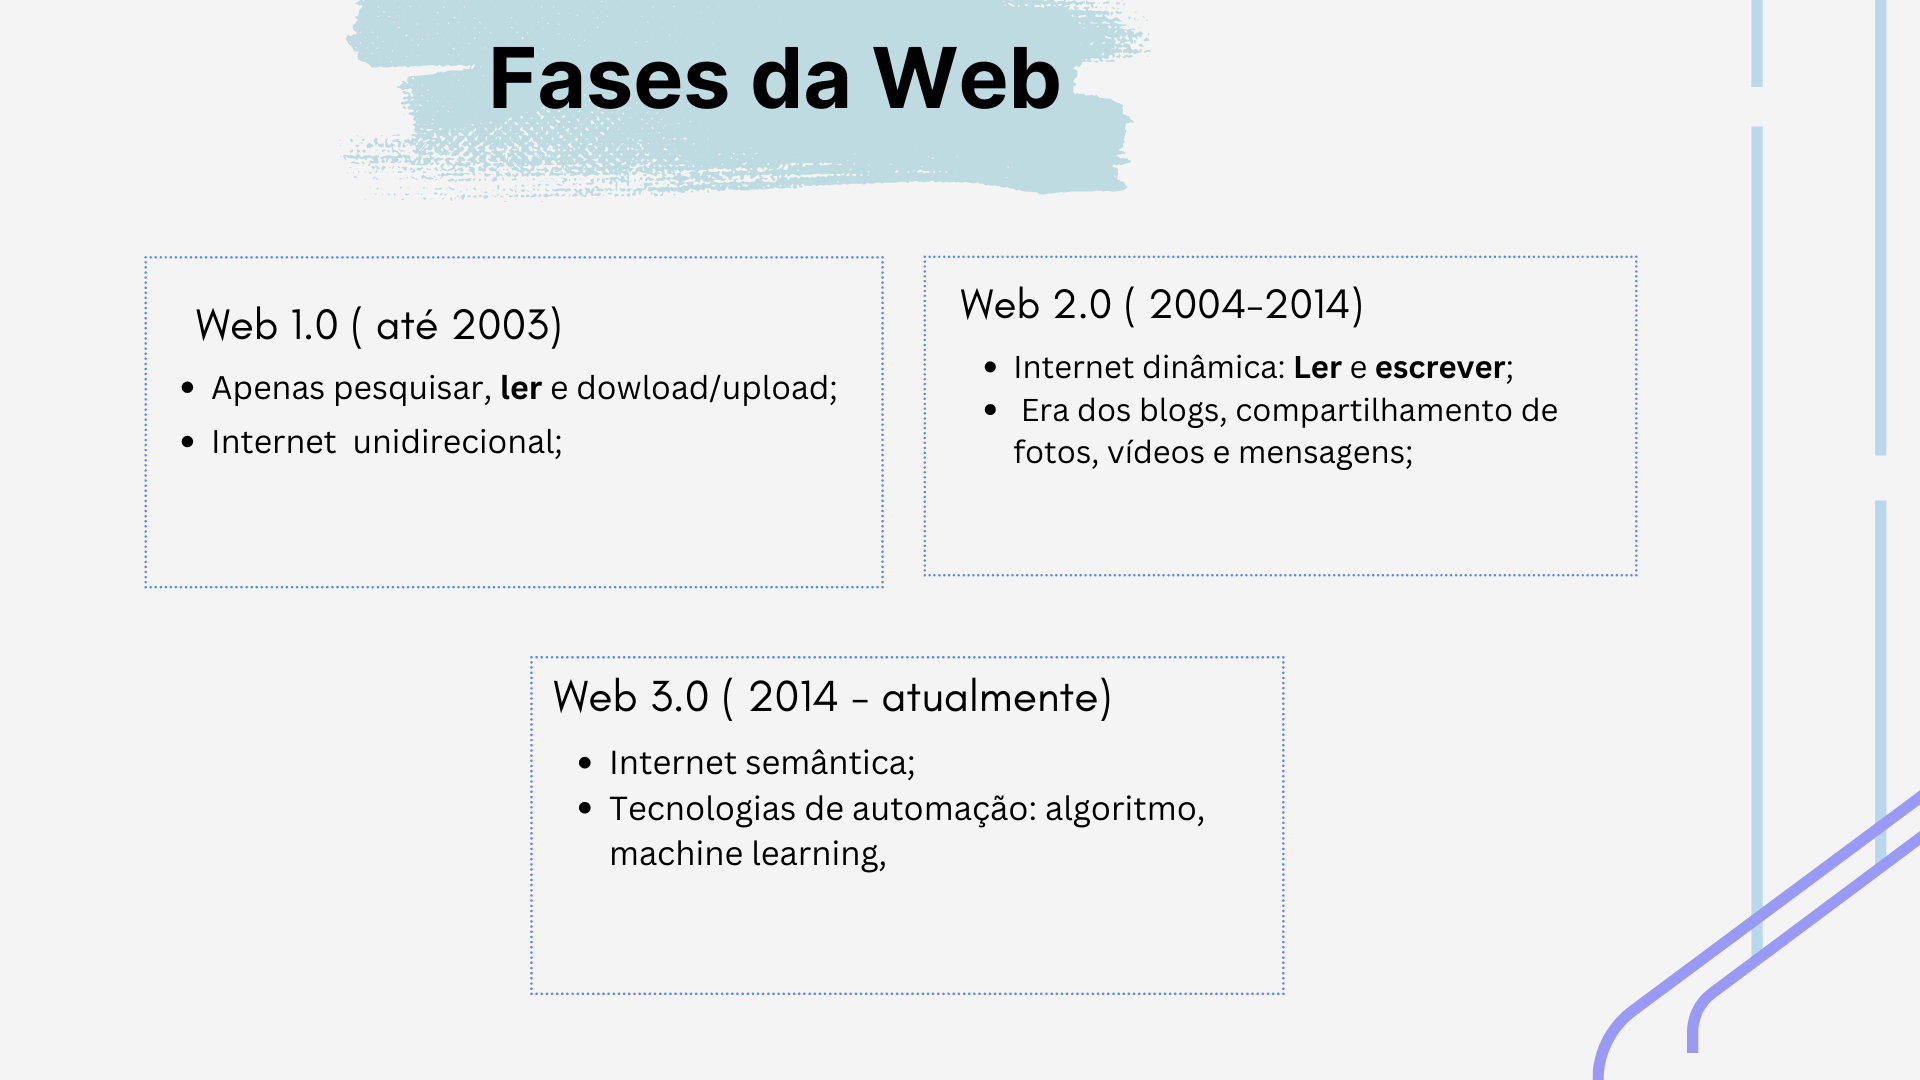 Fases da Web
Web 1.0 ( até 2003)
• Apenas pesquisar, ler e dowload/upload;
• Internet  unidirecional;
Web 2.0 ( 2004-2014)
• Internet dinâmica: Ler e escrever;
• Era dos blogs, compartilhamento de
fotos, vídeos e mensagens;
Web 3.0 ( 2014 - atualmente)
• Internet semântica;
• Tecnologias de automação: algoritmo,
machine learning,